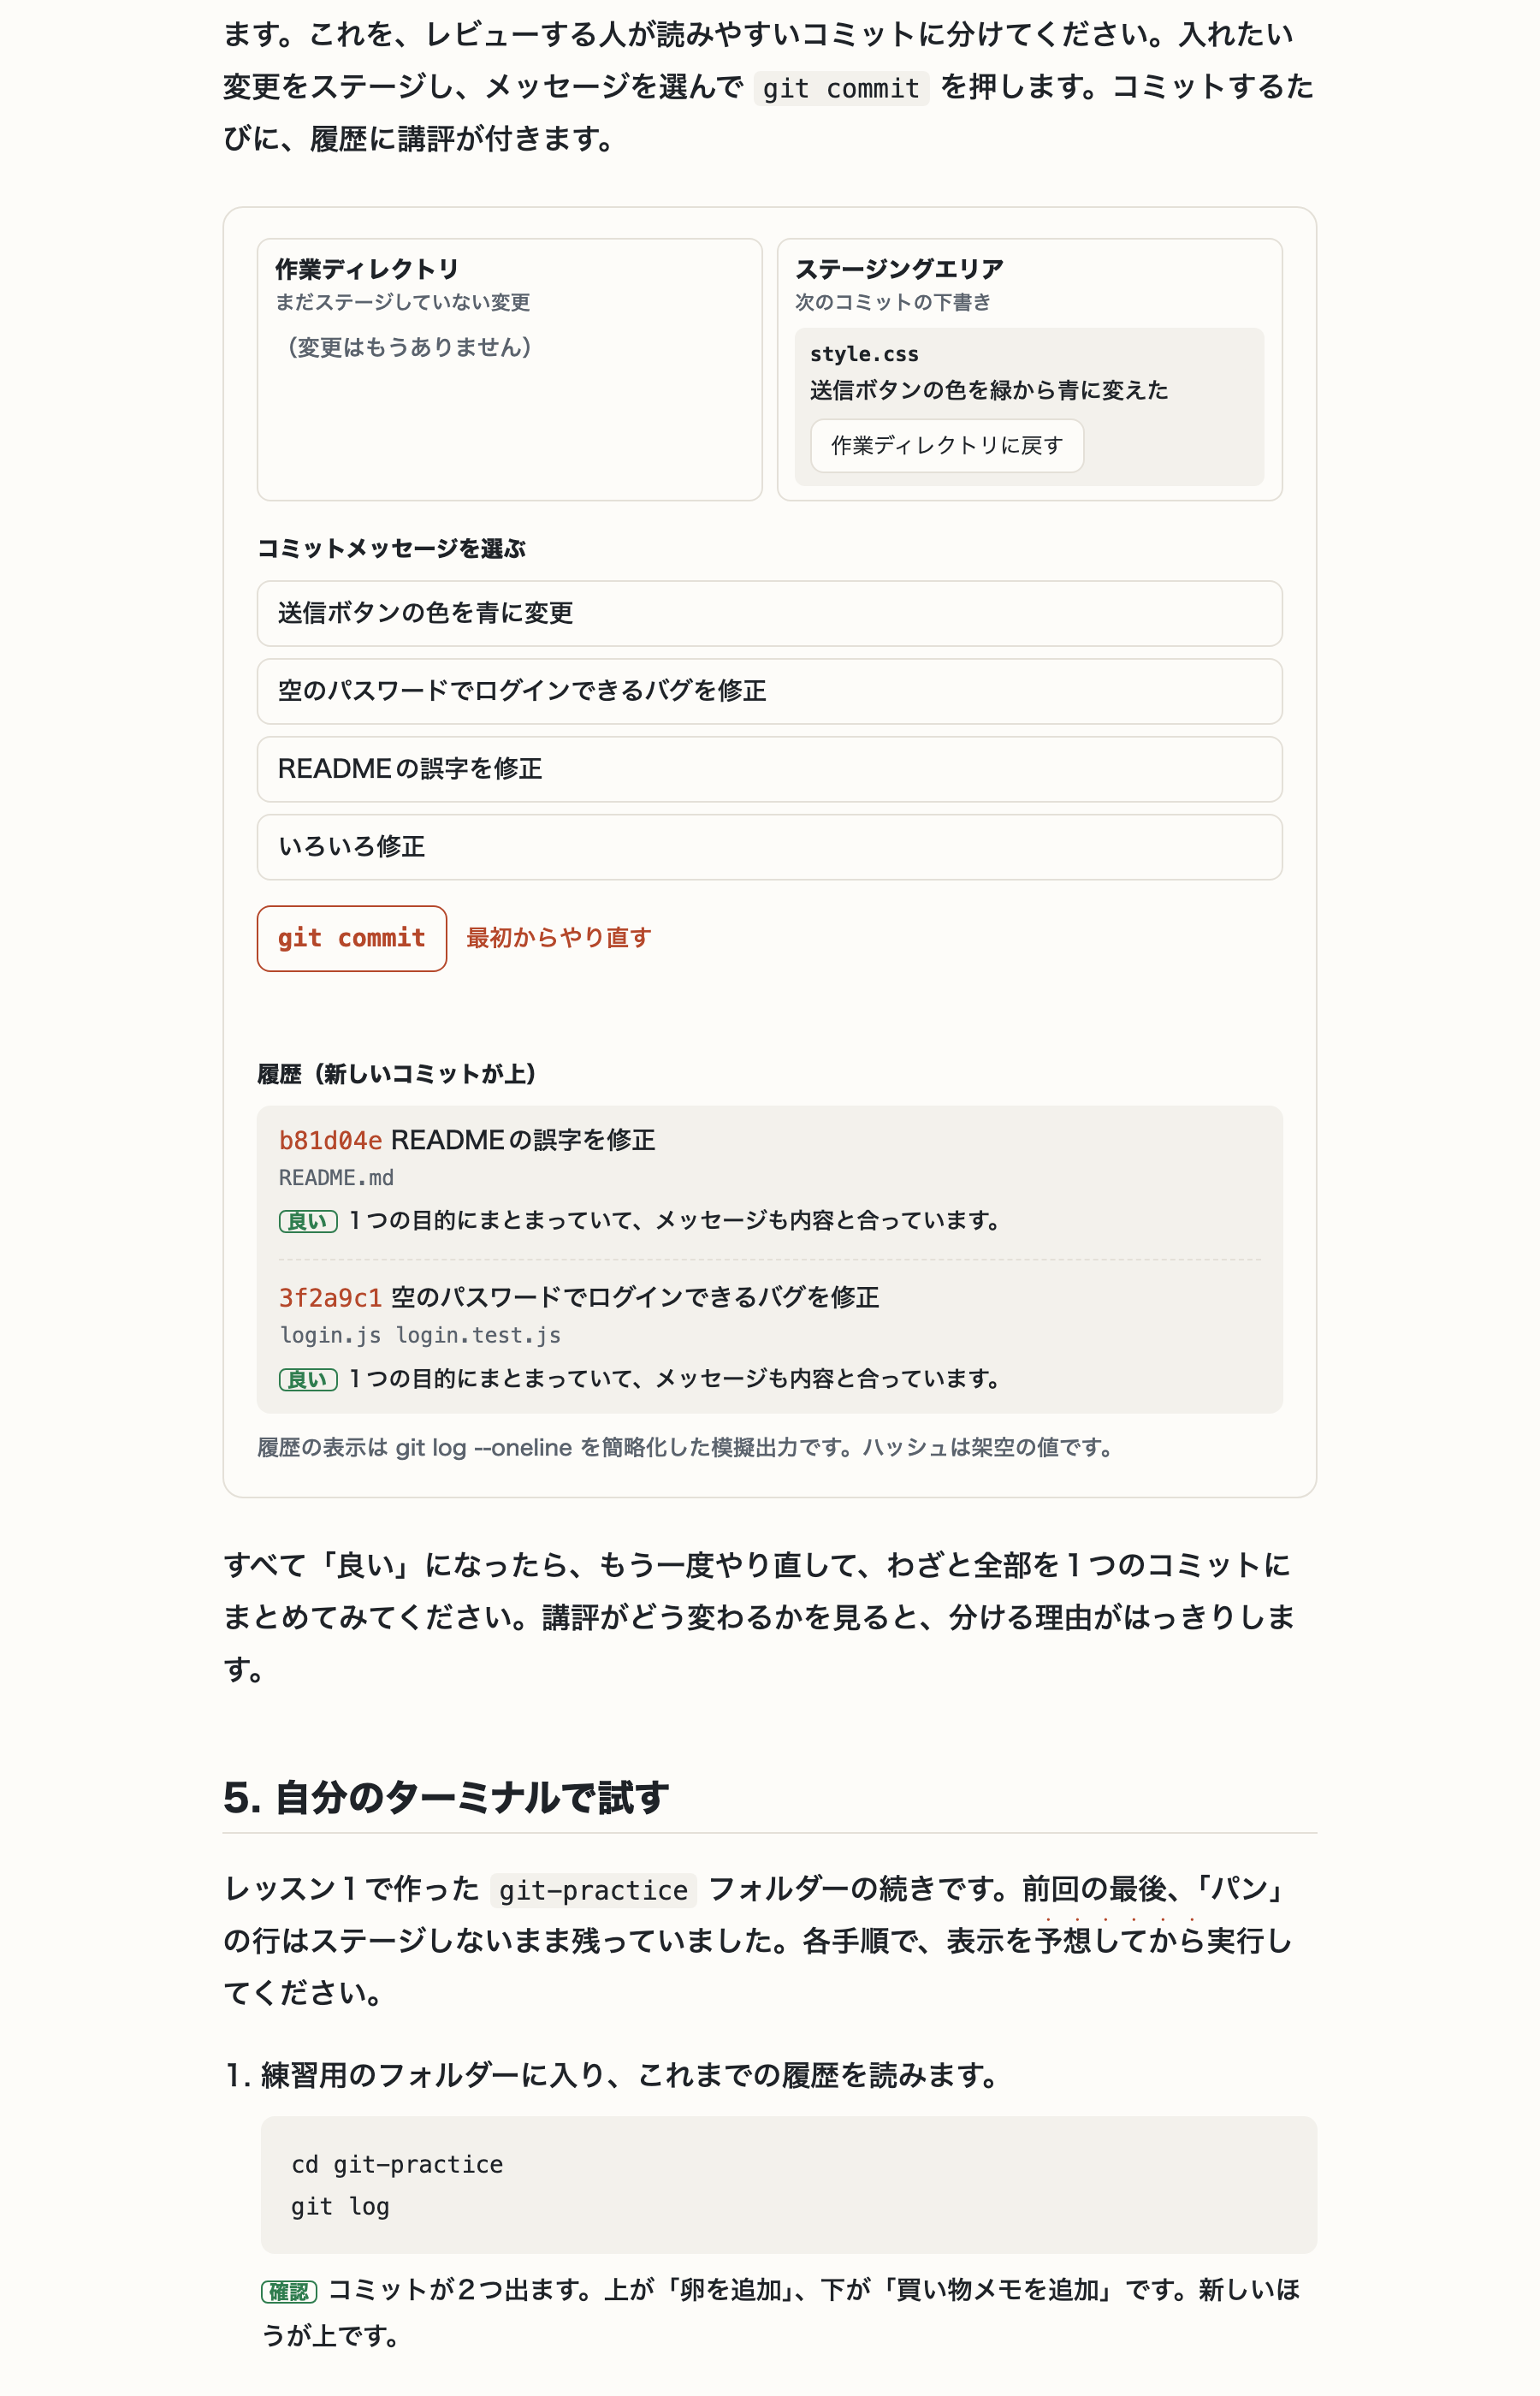 ます。これを、レビューする人が読みやすいコミットに分けてください。入れたい
変更をステージし、メッセージを選んで git commit を押します。コミットするた
びに、履歴に講評が付きます。
作業ディレクトリ
まだステージしていない変更
（変更はもうありません）
ステージングエリア
次のコミットの下書き
style.css
送信ボタンの色を緑から青に変えた
作業ディレクトリに戻す
コミットメッセージを選ぶ
送信ボタンの色を青に変更
空のパスワードでログインできるバグを修正
READMEの誤字を修正
いろいろ修正
git commit 最初からやり直す
履歴（新しいコミットが上）
b81d04e READMEの誤字を修正
README.md
良い 1つの目的にまとまっていて、メッセージも内容と合っています。
3f2a9c1 空のパスワードでログインできるバグを修正
login.js login.test.js
良い 1つの目的にまとまっていて、メッセージも内容と合っています。
履歴の表示は git log --oneline を簡略化した模擬出力です。ハッシュは架空の値です。
すべて「良い」になったら、もう一度やり直して、わざと全部を1つのコミットに
まとめてみてください。講評がどう変わるかを見ると、分ける理由がはっきりしま
す。
5. 自分のターミナルで試す
レッスン1で作った git-practice フォルダーの続きです。前回の最後、「パン」
の行はステージしないまま残っていました。各手順で、表示を予想してから実行し
てください。
1. 練習用のフォルダーに入り、これまでの履歴を読みます。
cd git-practice
git log
確認 コミットが2つ出ます。上が「卵を追加」、下が「買い物メモを追加」です。新しいほ
うが上です。